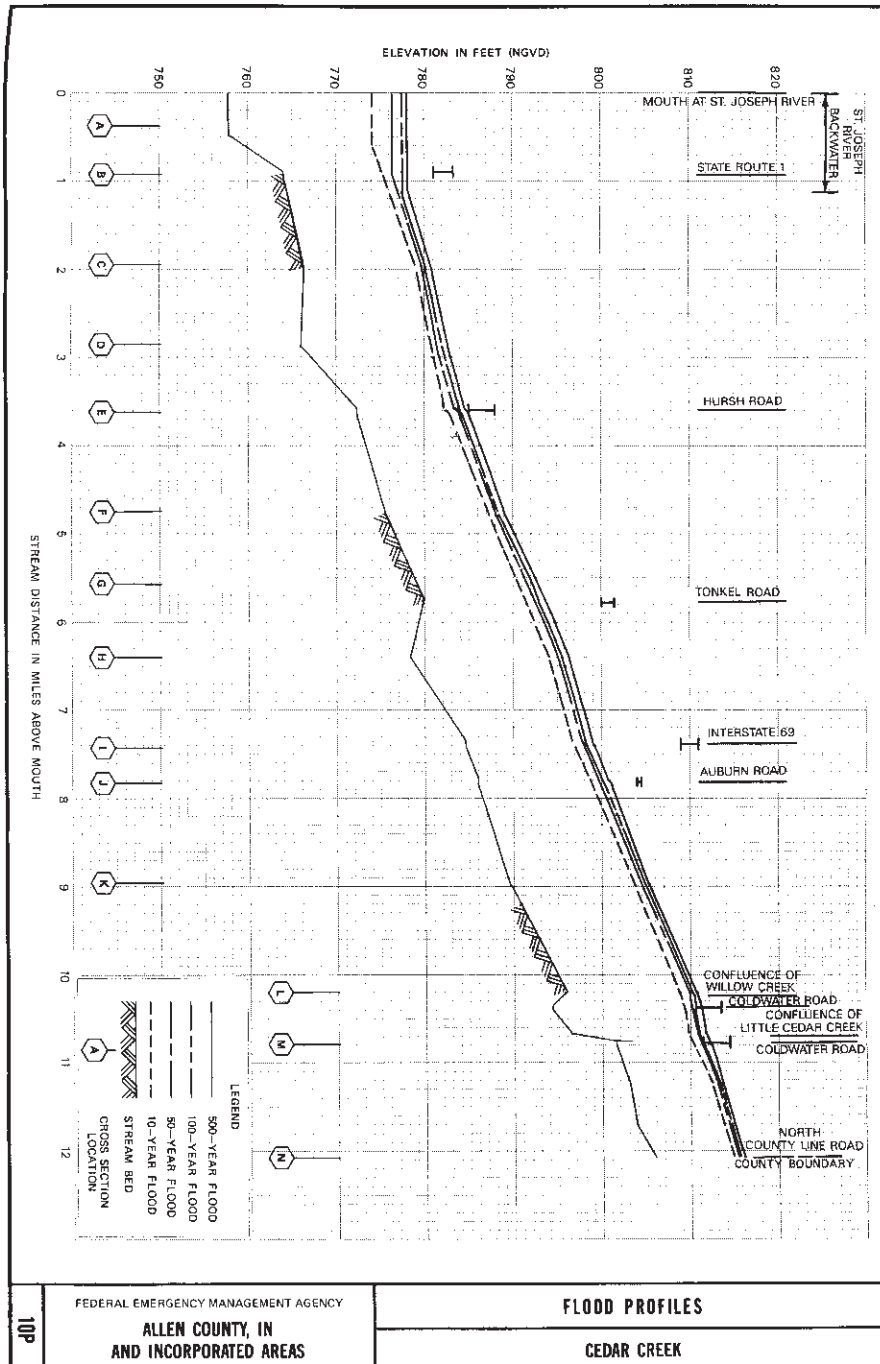 ELEVATION IN FEET (NGVD)
750
760
770
780
790
800
810
820
0
1
2
3
4
5
6
7
8
9
10
11
12
STREAM DISTANCE IN MILES ABOVE MOUTH
A
B
C
D
E
F
G
H
I
J
K
L
M
N
MOUTH AT ST. JOSEPH RIVER
ST. JOSEPH
RIVER
BACKWATER
STATE ROUTE 1
HURSH ROAD
TONKEL ROAD
INTERSTATE 69
AUBURN ROAD
CONFLUENCE OF
WILLOW CREEK
COLDWATER ROAD
CONFLUENCE OF
LITTLE CEDAR CREEK
COLDWATER ROAD
NORTH
COUNTY LINE ROAD
COUNTY BOUNDARY
LEGEND
500-YEAR FLOOD
100-YEAR FLOOD
50-YEAR FLOOD
10-YEAR FLOOD
STREAM BED
A
CROSS SECTION
LOCATION
10P
FEDERAL EMERGENCY MANAGEMENT AGENCY
ALLEN COUNTY, IN
AND INCORPORATED AREAS
FLOOD PROFILES
CEDAR CREEK